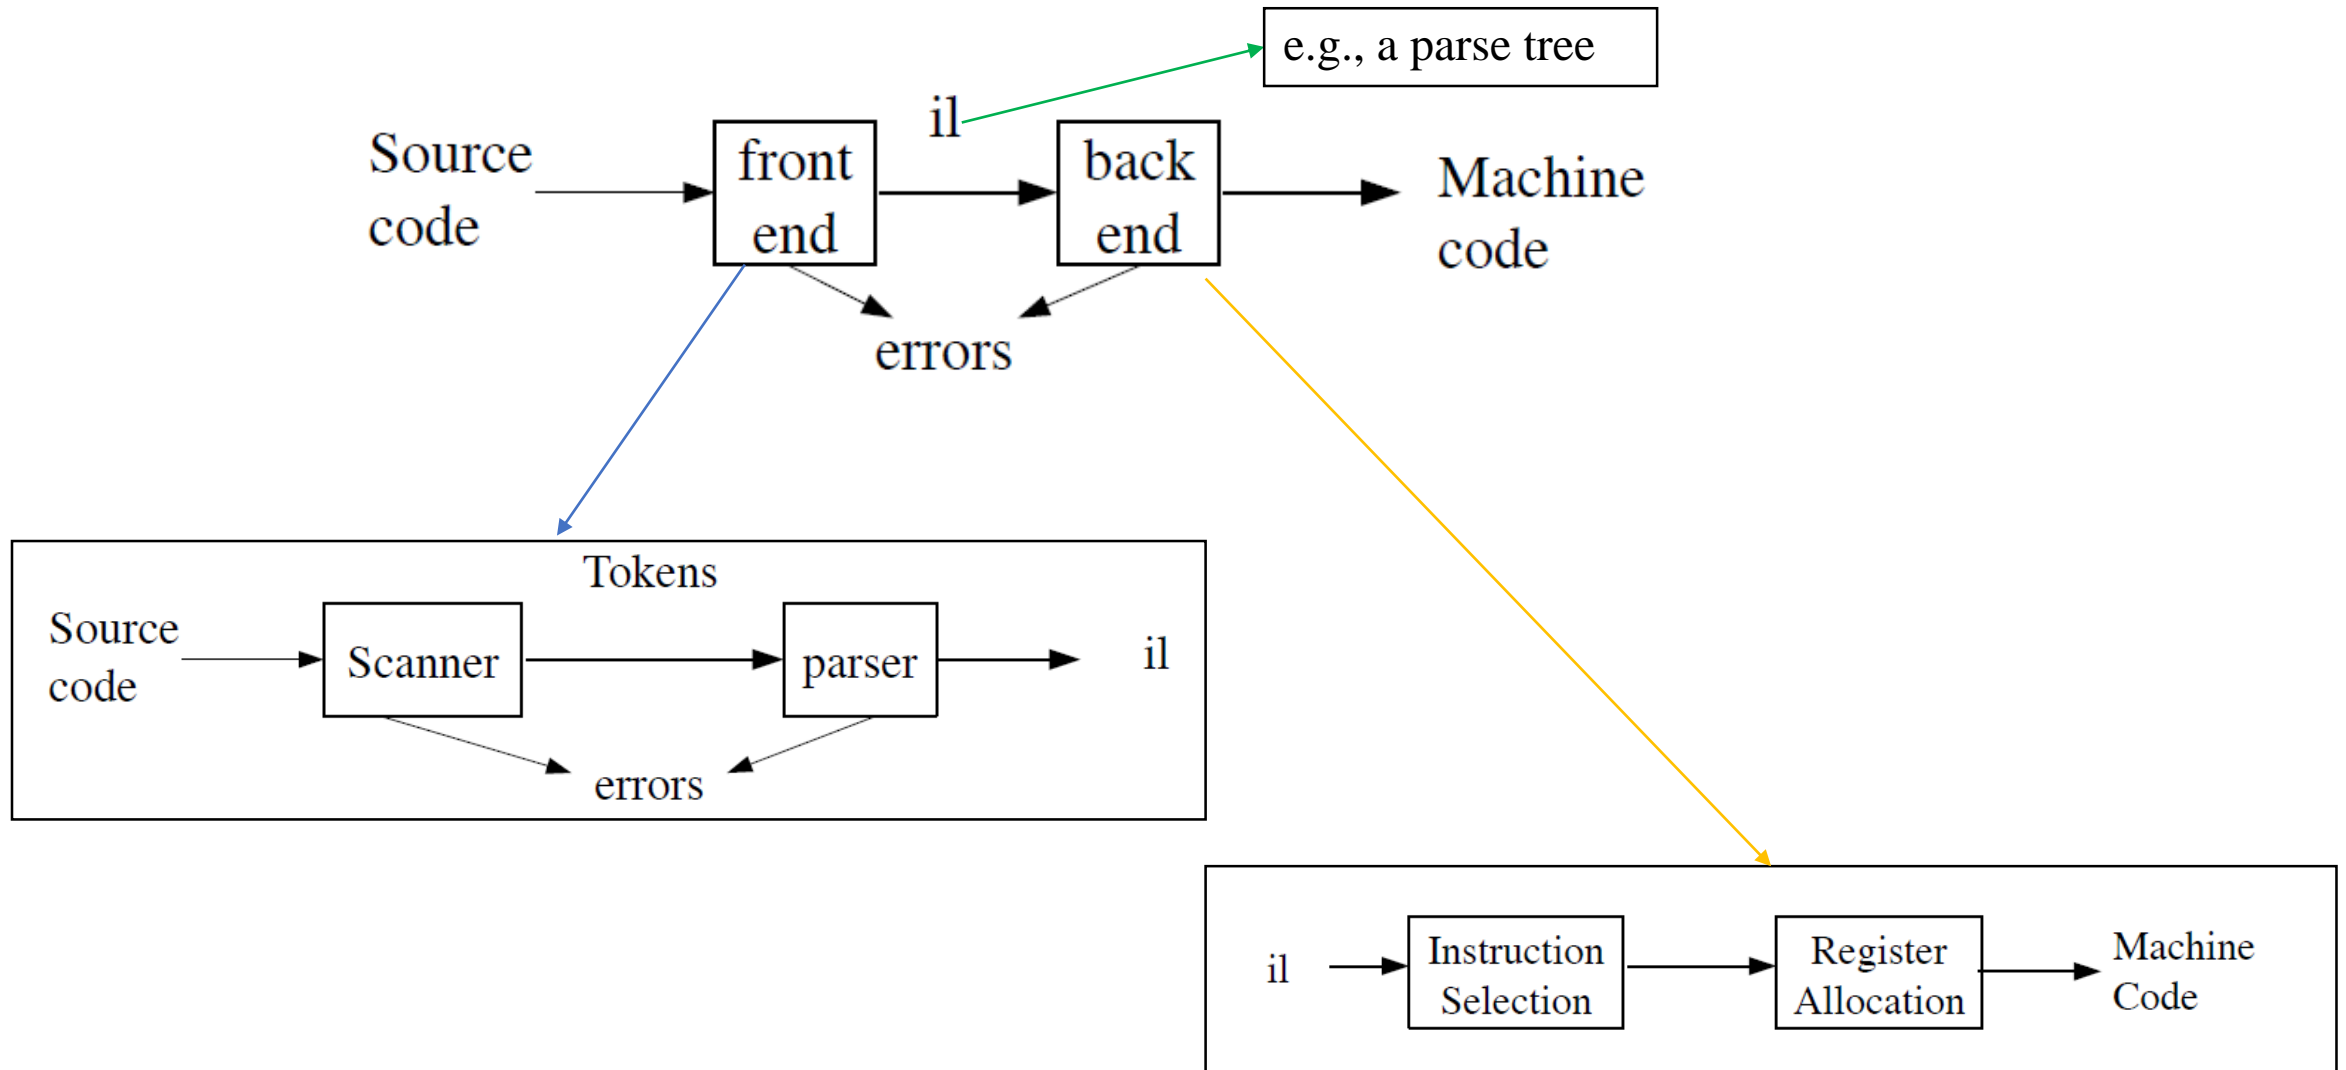 e.g., a parse tree
il
Source
code
front
end
back
end
Machine
code
errors
Tokens
Source
code
Scanner
parser
il
errors
il
Instruction
Selection
Register
Allocation
Machine
Code